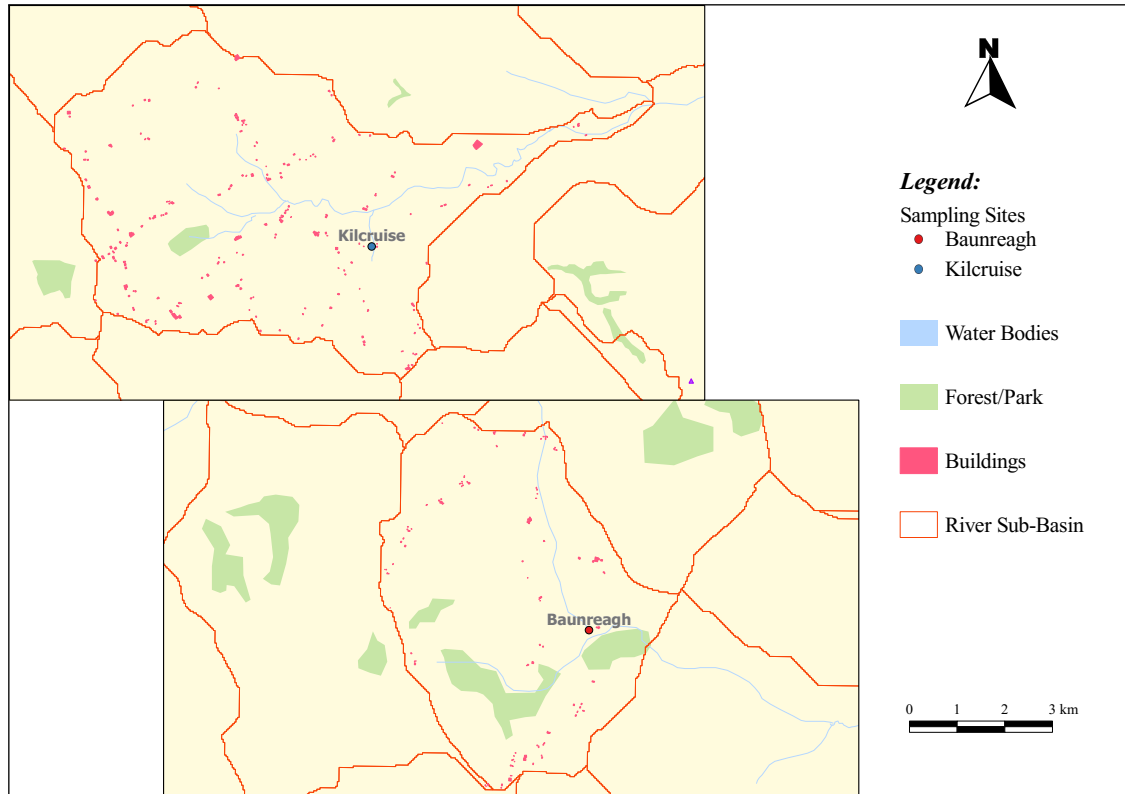 N
Kilcruise
Baunreagh
Legend:
Sampling Sites
Baunreagh
Kilcruise
Water Bodies
Forest/Park
Buildings
River Sub-Basin
0 1 2 3 km